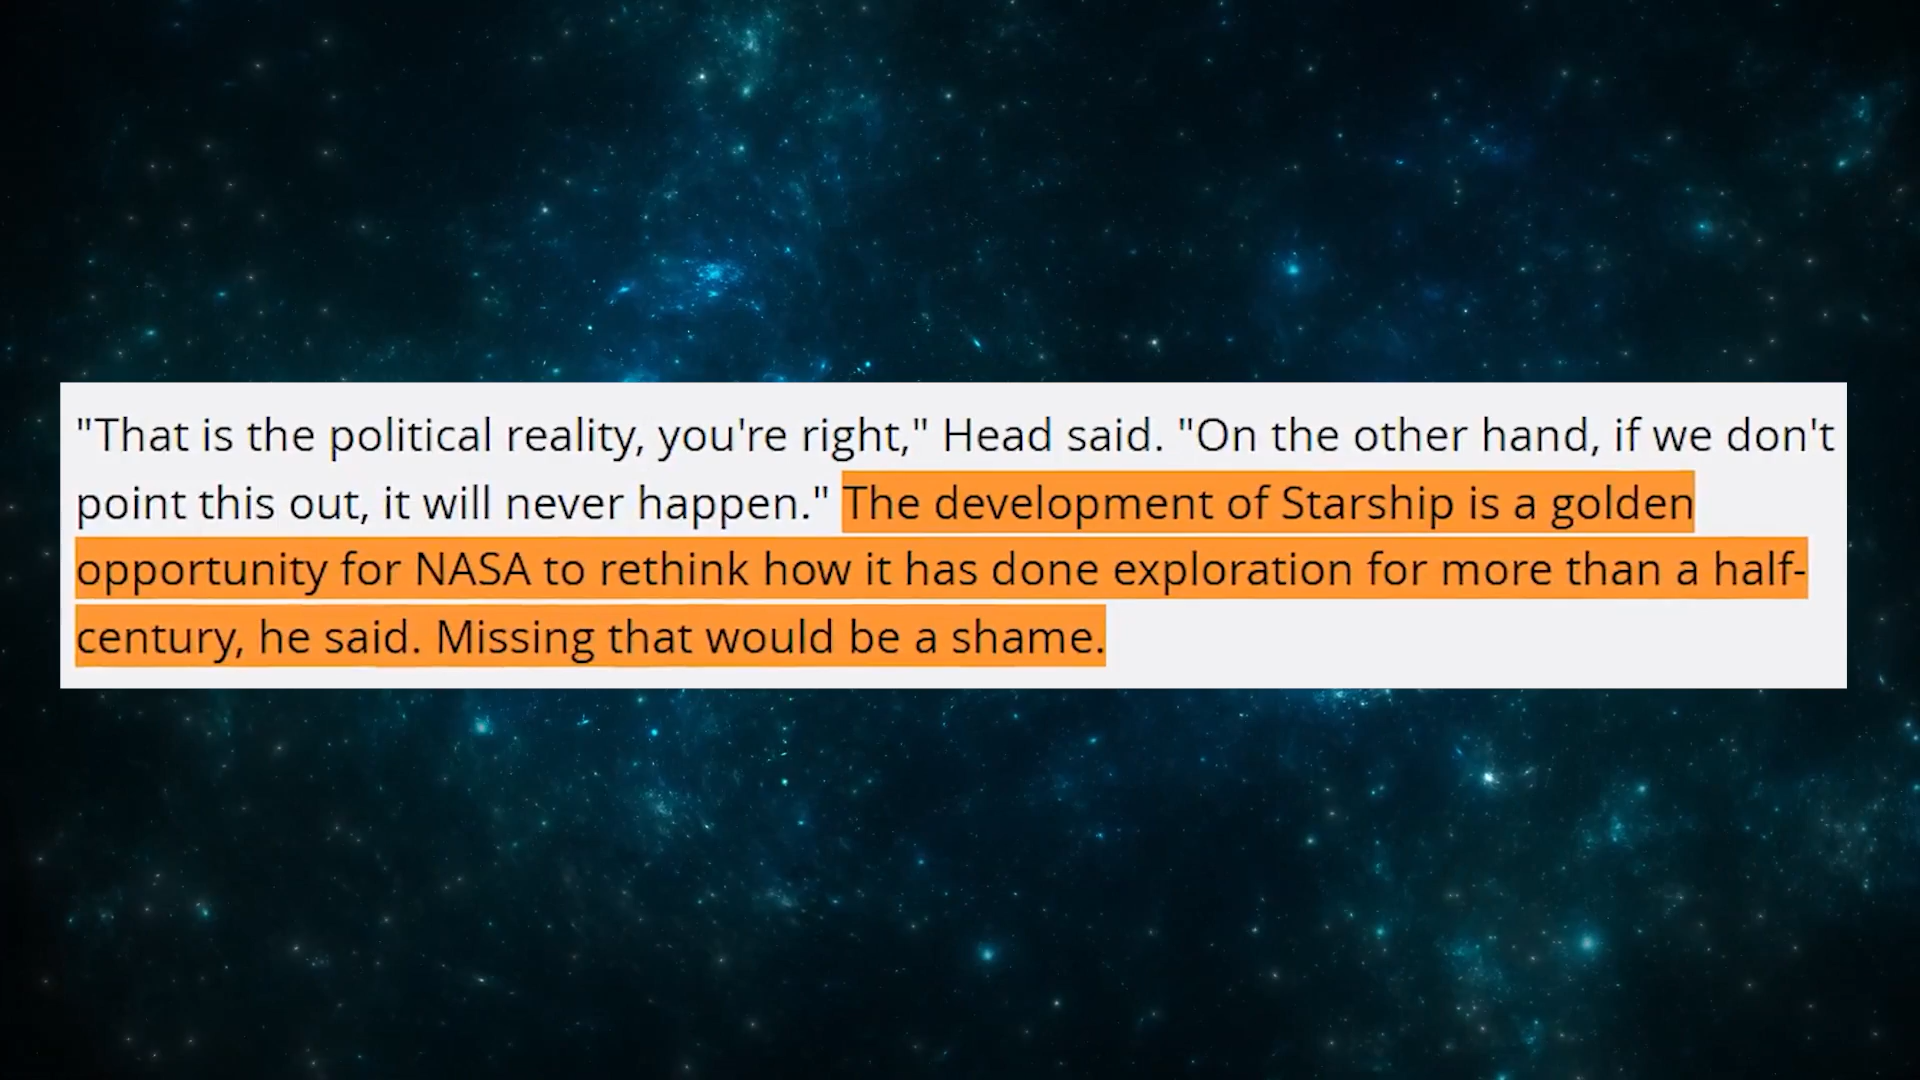 "That is the political reality, you're right," Head said. "On the other hand, if we don't
point this out, it will never happen." The development of Starship is a golden
opportunity for NASA to rethink how it has done exploration for more than a half-
century, he said. Missing that would be a shame.